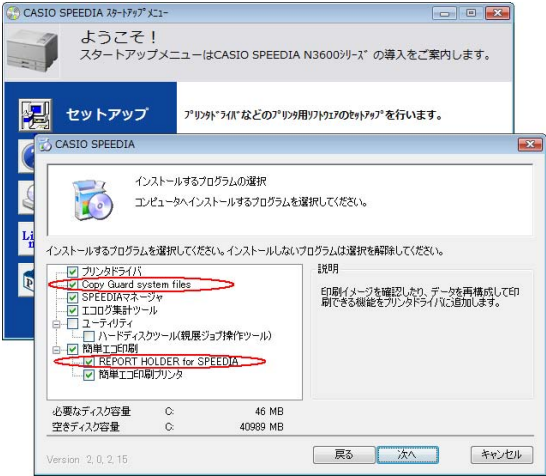 CASIO SPEEDIA ｽﾀｰﾄｱｯﾌﾟﾒﾆｭｰ
ようこそ！
スタートアップメニューはCASIO SPEEDIA N3600ｼﾘｰｽﾞ の導入をご案内します。
セットアップ
ﾌﾟﾘﾝﾀﾄﾞﾗｲﾊﾞなどのﾌﾟﾘﾝﾀ用ｿﾌﾄｳｪｱのｾｯﾄｱｯﾌﾟを行います。
CASIO SPEEDIA
インストールするプログラムの選択
コンピュータへインストールするプログラムを選択してください。
インストールするプログラムを選択してください。インストールしないプログラムは選択を解除してください。
プリンタドライバ
Copy Guard system files
SPEEDIAマネージャ
エコログ集計ツール
ユーティリティ
ハードディスクツール(親展ジョブ操作ツール)
簡単エコ印刷
REPORT HOLDER for SPEEDIA
簡単エコ印刷プリンタ
説明
印刷イメージを確認したり、データを再構成して印
刷できる機能をプリンタドライバに追加します。
必要なディスク容量 C: 46 MB
空きディスク容量 C: 40989 MB
Version 2, 0, 2, 15
戻る 次へ キャンセル